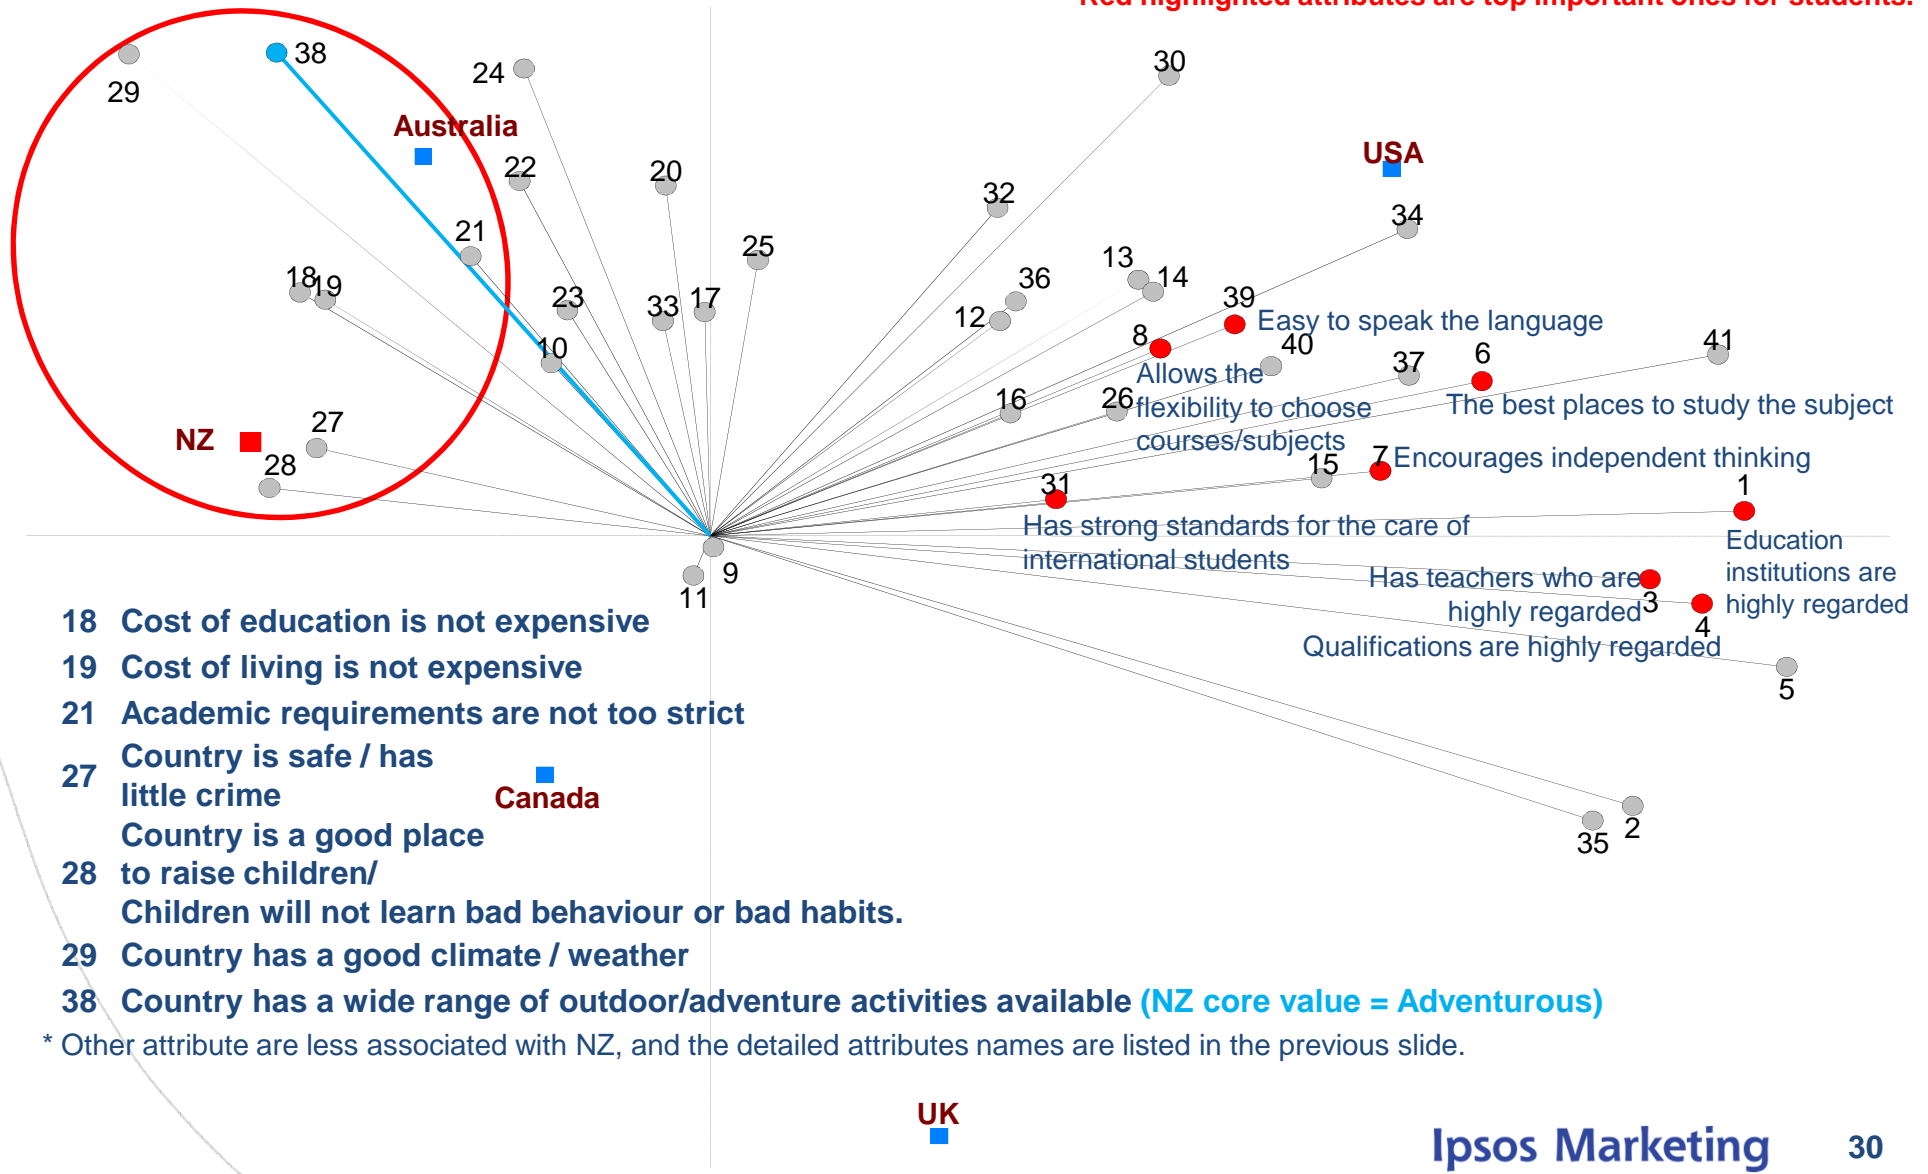 Red highlighted attributes are top important ones for students.
29
38
24
30
Australia
USA
22
20
32
34
21
25
18
19
23
33
17
36
13
14
12
39
Easy to speak the language
8
40
10
37
6
41
Allows the
flexibility to choose
courses/subjects
16
26
The best places to study the subject
NZ
27
28
15
7
Encourages independent thinking
31
1
Has strong standards for the care of
international students
Education
institutions are
highly regarded
9
11
Has teachers who are
highly regarded
3
4
Qualifications are highly regarded
5
18 Cost of education is not expensive
19 Cost of living is not expensive
21 Academic requirements are not too strict
27 Country is safe / has
little crime
Canada
Country is a good place
28 to raise children/
Children will not learn bad behaviour or bad habits.
35
2
29 Country has a good climate / weather
38 Country has a wide range of outdoor/adventure activities available (NZ core value = Adventurous)
* Other attribute are less associated with NZ, and the detailed attributes names are listed in the previous slide.
UK
Ipsos Marketing
30